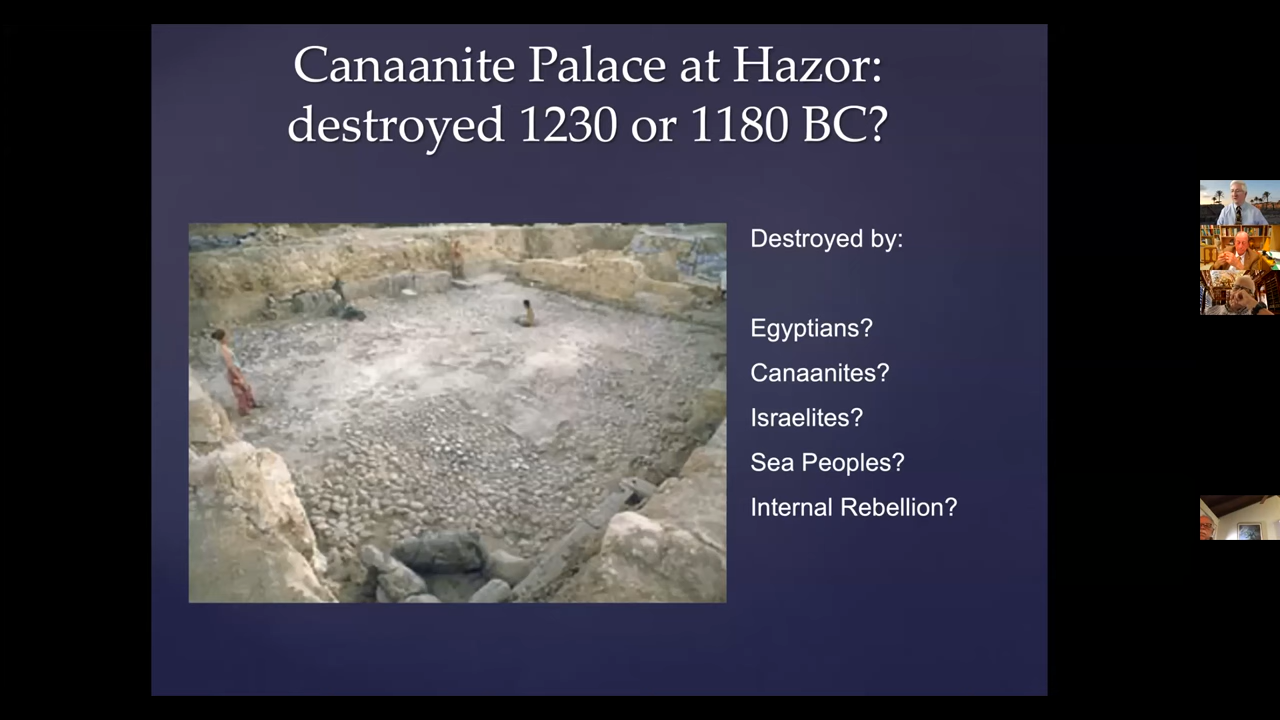 Canaanite Palace at Hazor:
destroyed 1230 or 1180 BC?
Destroyed by:
Egyptians?
Canaanites?
Israelites?
Sea Peoples?
Internal Rebellion?